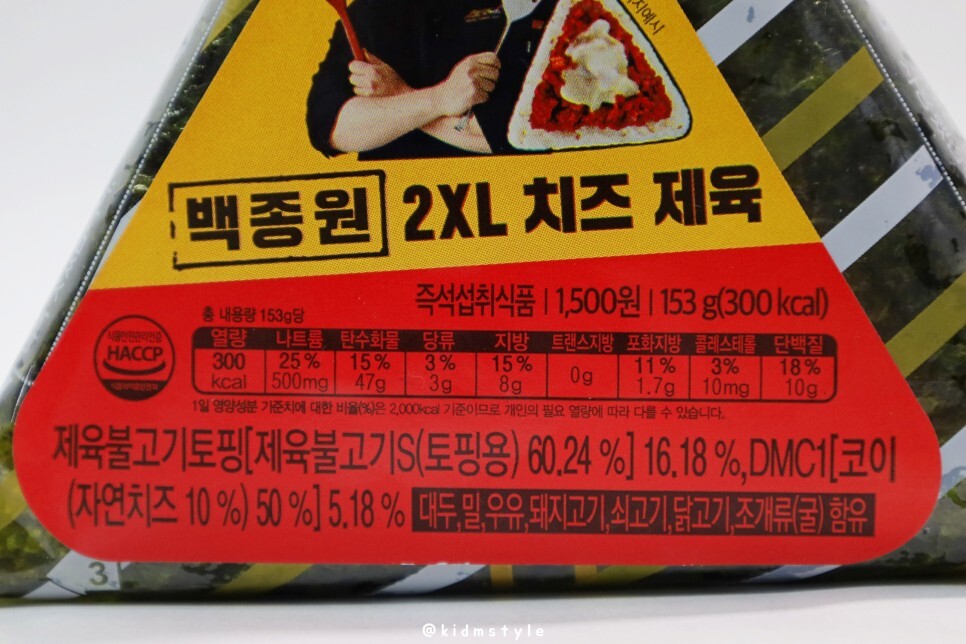 백종원 2XL 치즈 제육
즉석섭취식품 | 1,500원 | 153 g(300 kcal)
총 내용량 153g당
열량 나트륨 탄수화물 당류 지방 트랜스지방 포화지방 콜레스테롤 단백질
300 25 % 15 % 3 % 15 % 0g 11 % 3 % 18 %
kcal 500mg 47g 3g 8g 1.7g 10mg 10g
HACCP
1일 영양성분 기준치에 대한 비율(%)은 2,000kcal 기준이므로 개인의 필요 열량에 따라 다를 수 있습니다.
제육불고기토핑[제육불고기S(토핑용) 60.24 %] 16.18 %,DMC1[코이
(자연치즈 10 %) 50 %] 5.18 % 대두,밀,우유,돼지고기,쇠고기,닭고기,조개류(굴) 함유
3
@kidmstyle